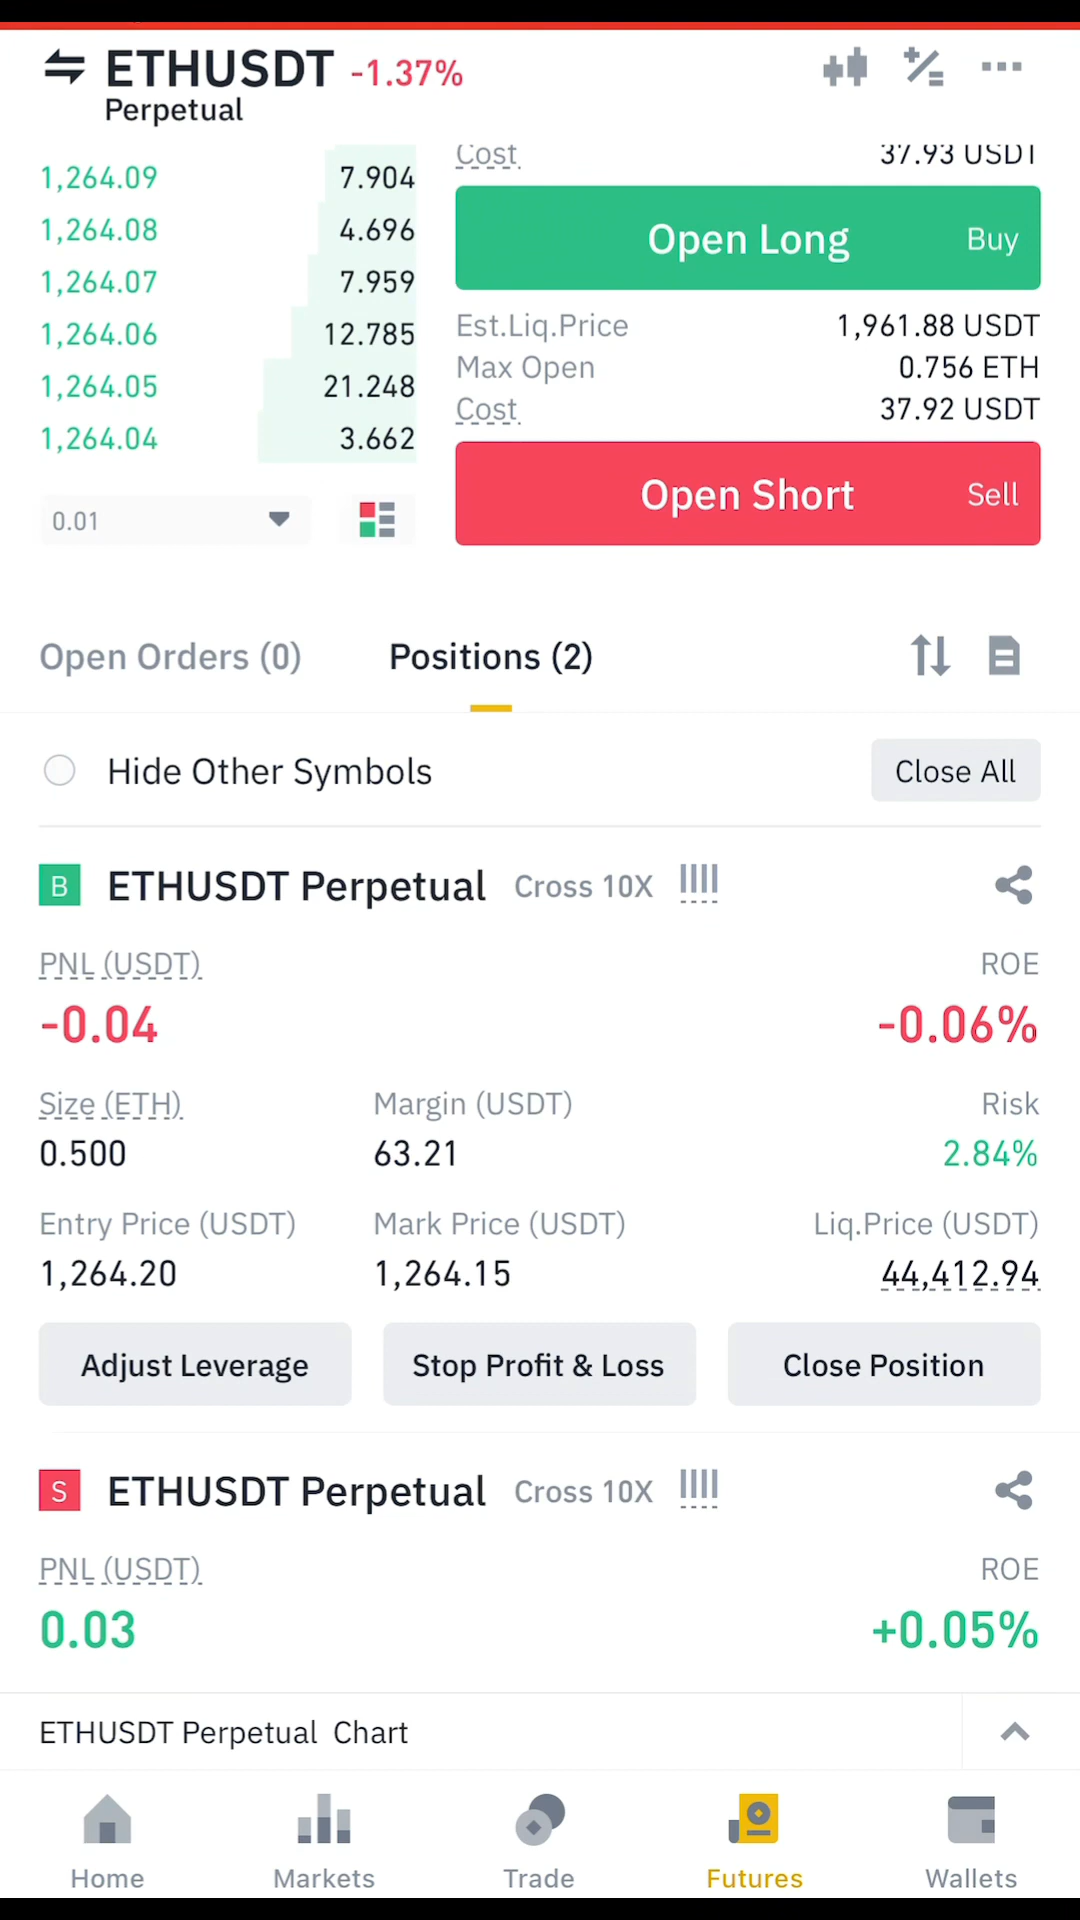 ETHUSDT -1.37%
Perpetual
Cost 37.93 USDT
1,264.09 7.904
1,264.08 4.696
Open Long Buy
1,264.07 7.959
1,264.06 12.785
Est.Liq.Price 1,961.88 USDT
Max Open 0.756 ETH
1,264.05 21.248
Cost 37.92 USDT
1,264.04 3.662
Open Short Sell
0.01
Open Orders (0) Positions (2)
Hide Other Symbols Close All
B ETHUSDT Perpetual Cross 10X
PNL (USDT) ROE
-0.04 -0.06%
Size (ETH) Margin (USDT) Risk
0.500 63.21 2.84%
Entry Price (USDT) Mark Price (USDT) Liq.Price (USDT)
1,264.20 1,264.15 44,412.94
Adjust Leverage Stop Profit & Loss Close Position
S ETHUSDT Perpetual Cross 10X
PNL (USDT) ROE
0.03 +0.05%
ETHUSDT Perpetual Chart
Home Markets Trade Futures Wallets